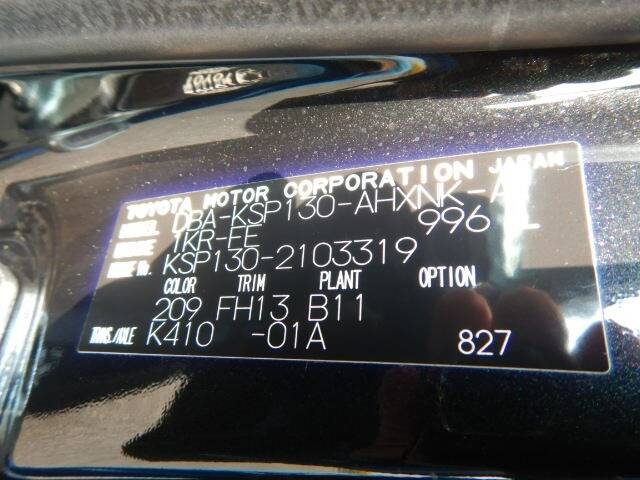 TOYOTA MOTOR CORPORATION JAPAN
MODEL DBA-KSP130-AHXNK-A
ENGINE 1KR-FE 996 L
FRAME No. KSP130-2103319
COLOR TRIM PLANT OPTION
209 FH13 B11
TRANS./AXLE K410 -01A 827